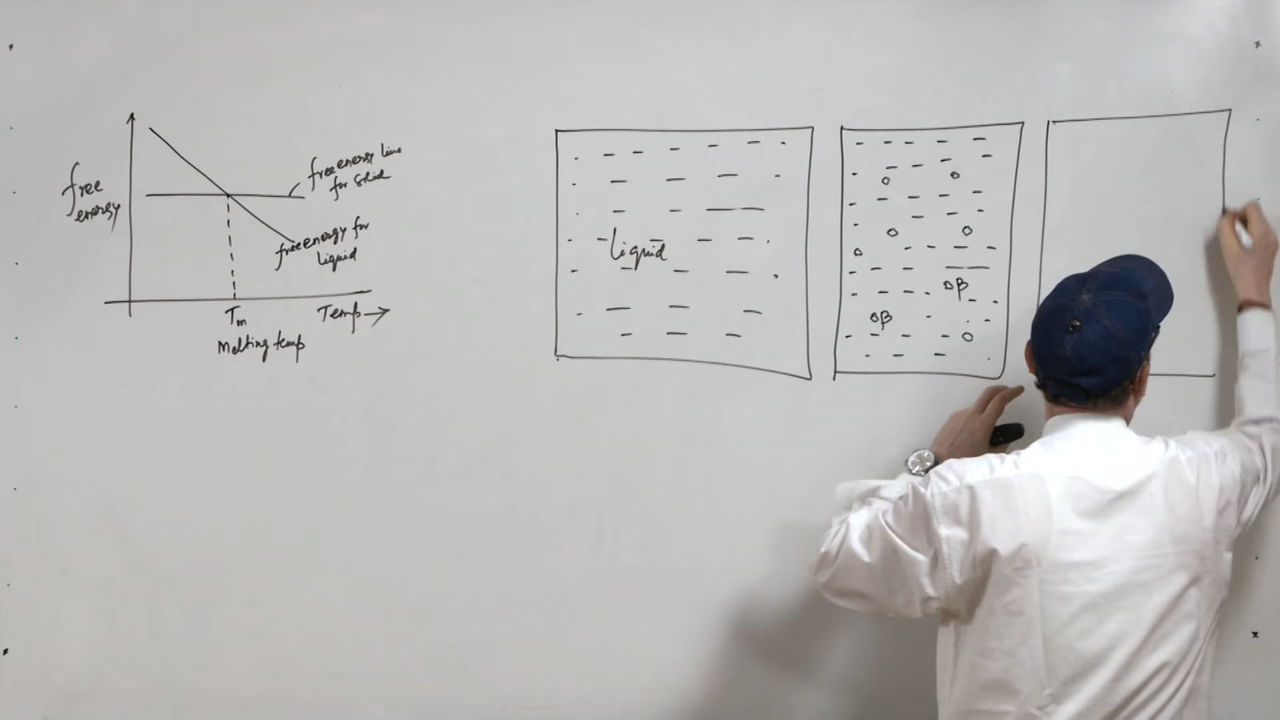 free
energy
free energy line
for solid
free energy for
liquid
Tm
Melting temp
Temp
Liquid
β
β